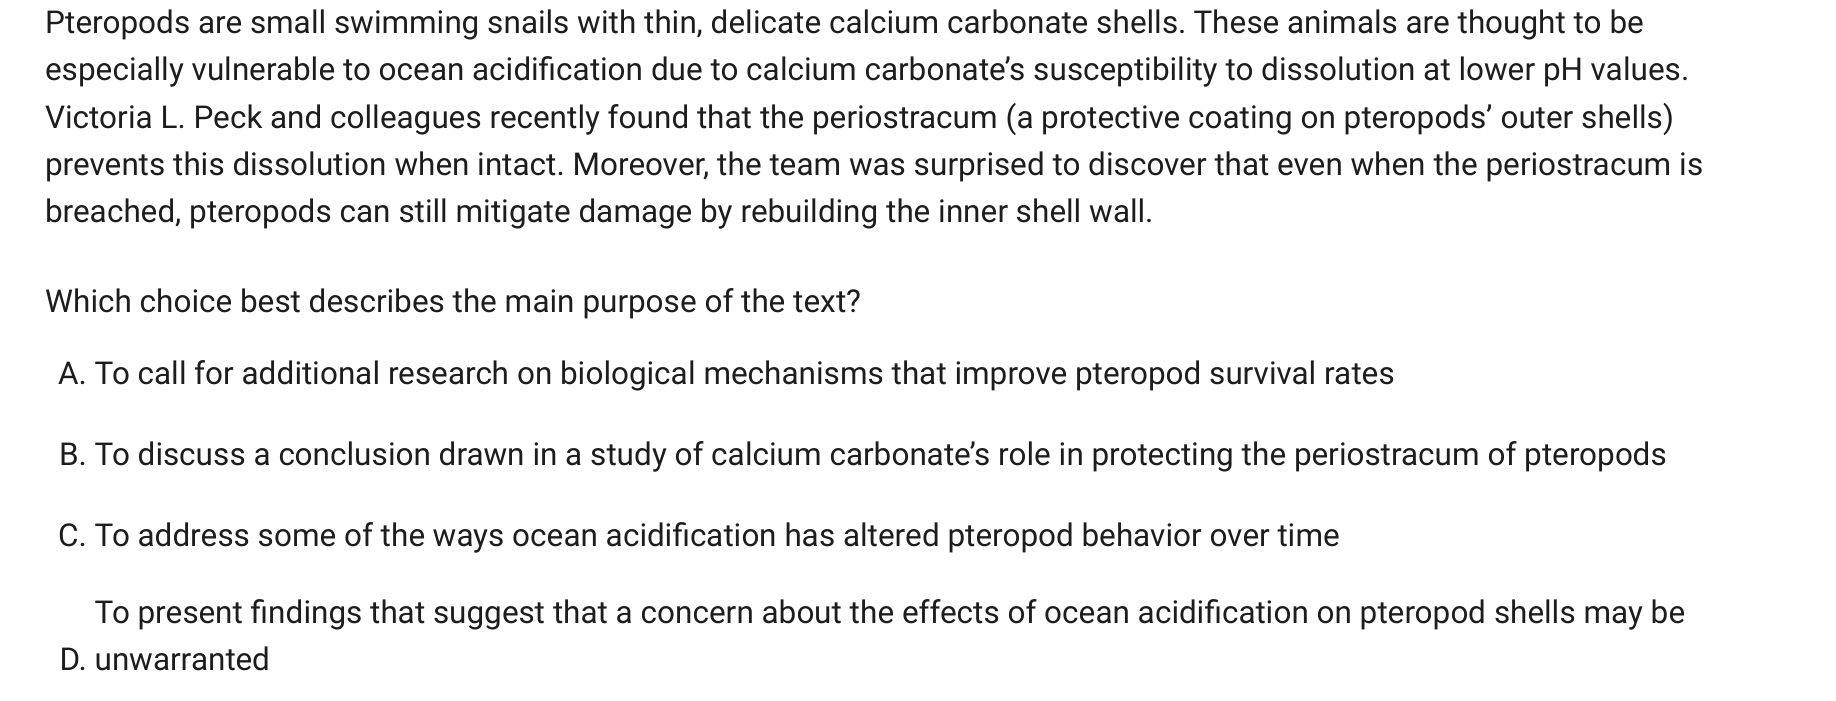 Pteropods are small swimming snails with thin, delicate calcium carbonate shells. These animals are thought to be
especially vulnerable to ocean acidification due to calcium carbonate’s susceptibility to dissolution at lower pH values.
Victoria L. Peck and colleagues recently found that the periostracum (a protective coating on pteropods’ outer shells)
prevents this dissolution when intact. Moreover, the team was surprised to discover that even when the periostracum is
breached, pteropods can still mitigate damage by rebuilding the inner shell wall.
Which choice best describes the main purpose of the text?
A. To call for additional research on biological mechanisms that improve pteropod survival rates
B. To discuss a conclusion drawn in a study of calcium carbonate’s role in protecting the periostracum of pteropods
C. To address some of the ways ocean acidification has altered pteropod behavior over time
To present findings that suggest that a concern about the effects of ocean acidification on pteropod shells may be
D. unwarranted